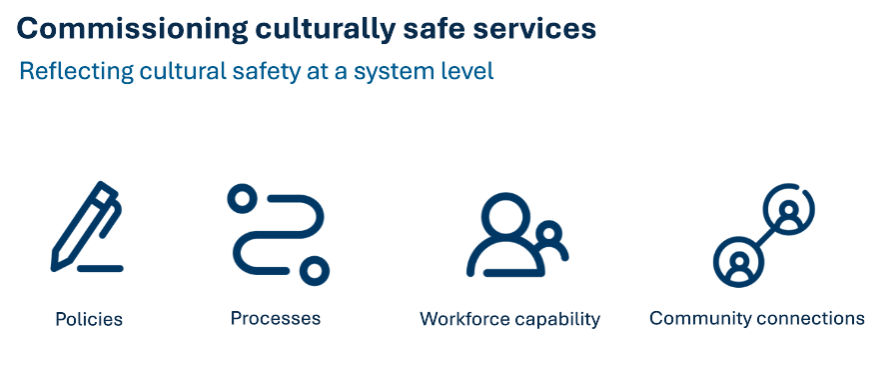 Commissioning culturally safe services
Reflecting cultural safety at a system level
Policies
Processes
Workforce capability
Community connections